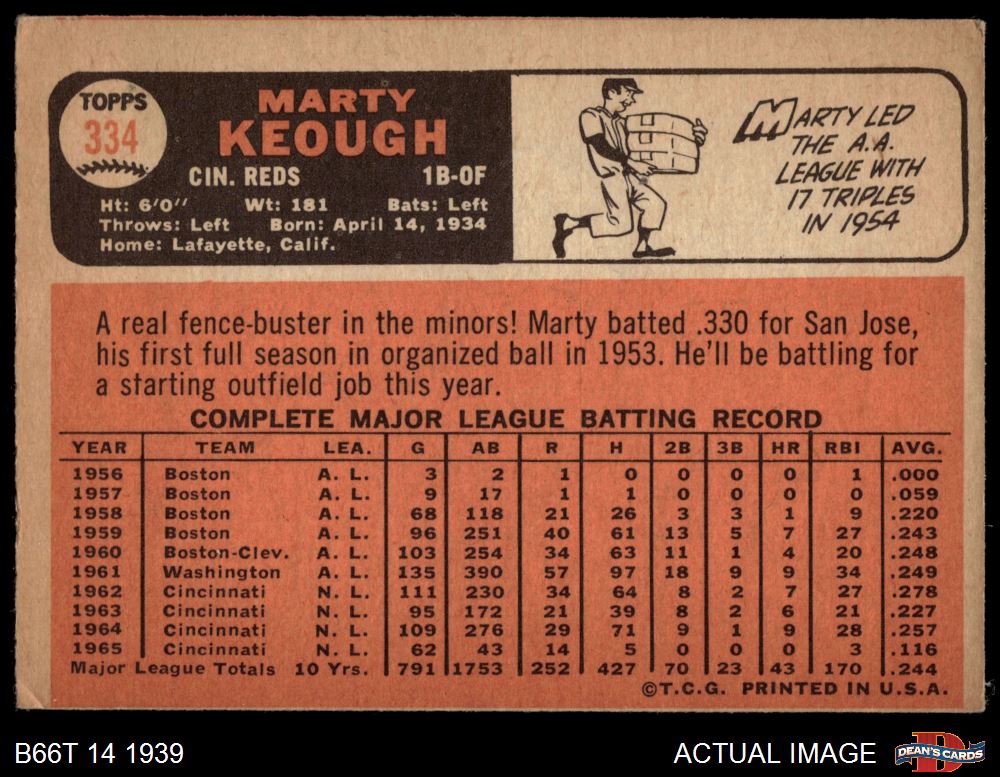 TOPPS
334
MARTY
KEOUGH
CIN. REDS 1B-OF
Ht: 6'0" Wt: 181 Bats: Left
Throws: Left Born: April 14, 1934
Home: Lafayette, Calif.
MARTY LED
THE A.A.
LEAGUE WITH
17 TRIPLES
IN 1954
A real fence-buster in the minors! Marty batted .330 for San Jose,
his first full season in organized ball in 1953. He'll be battling for
a starting outfield job this year.
COMPLETE MAJOR LEAGUE BATTING RECORD
YEAR TEAM LEA. G AB R H 2B 3B HR RBI AVG.
1956 Boston A. L. 3 2 1 0 0 0 0 1 .000
1957 Boston A. L. 9 17 1 1 0 0 0 0 .059
1958 Boston A. L. 68 118 21 26 3 3 1 9 .220
1959 Boston A. L. 96 251 40 61 13 5 7 27 .243
1960 Boston-Clev. A. L. 103 254 34 63 11 1 4 20 .248
1961 Washington A. L. 135 390 57 97 18 9 9 34 .249
1962 Cincinnati N. L. 111 230 34 64 8 2 7 27 .278
1963 Cincinnati N. L. 95 172 21 39 8 2 6 21 .227
1964 Cincinnati N. L. 109 276 29 71 9 1 9 28 .257
1965 Cincinnati N. L. 62 43 14 5 0 0 0 3 .116
Major League Totals 10 Yrs. 791 1753 252 427 70 23 43 170 .244
©T.C.G. PRINTED IN U.S.A.
B66T 14 1939 ACTUAL IMAGE DEAN'S CARDS